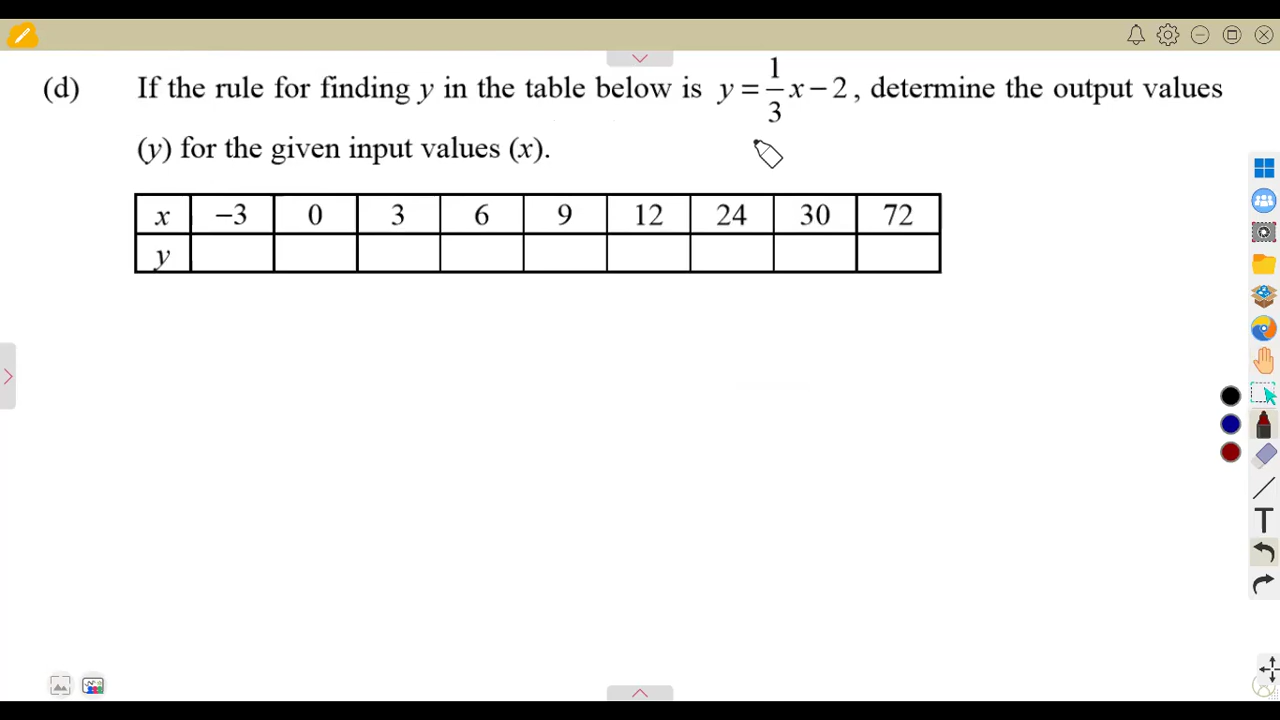 (d) If the rule for finding y in the table below is y = 1/3 x − 2, determine the output values
(y) for the given input values (x).
x −3 0 3 6 9 12 24 30 72
y
T